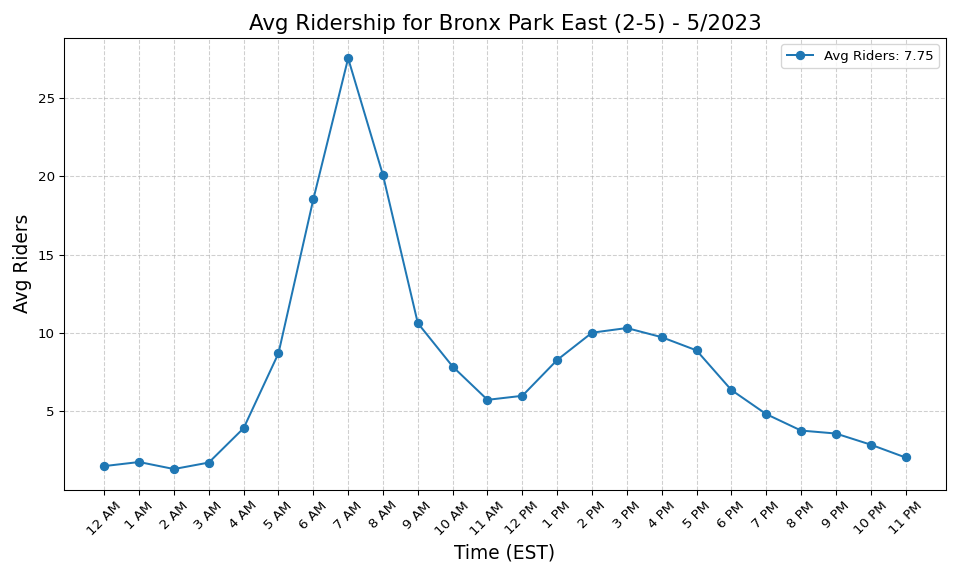 Avg Ridership for Bronx Park East (2-5) - 5/2023
Avg Riders: 7.75
Avg Riders
25
20
15
10
5
12 AM
1 AM
2 AM
3 AM
4 AM
5 AM
6 AM
7 AM
8 AM
9 AM
10 AM
11 AM
12 PM
1 PM
2 PM
3 PM
4 PM
5 PM
6 PM
7 PM
8 PM
9 PM
10 PM
11 PM
Time (EST)